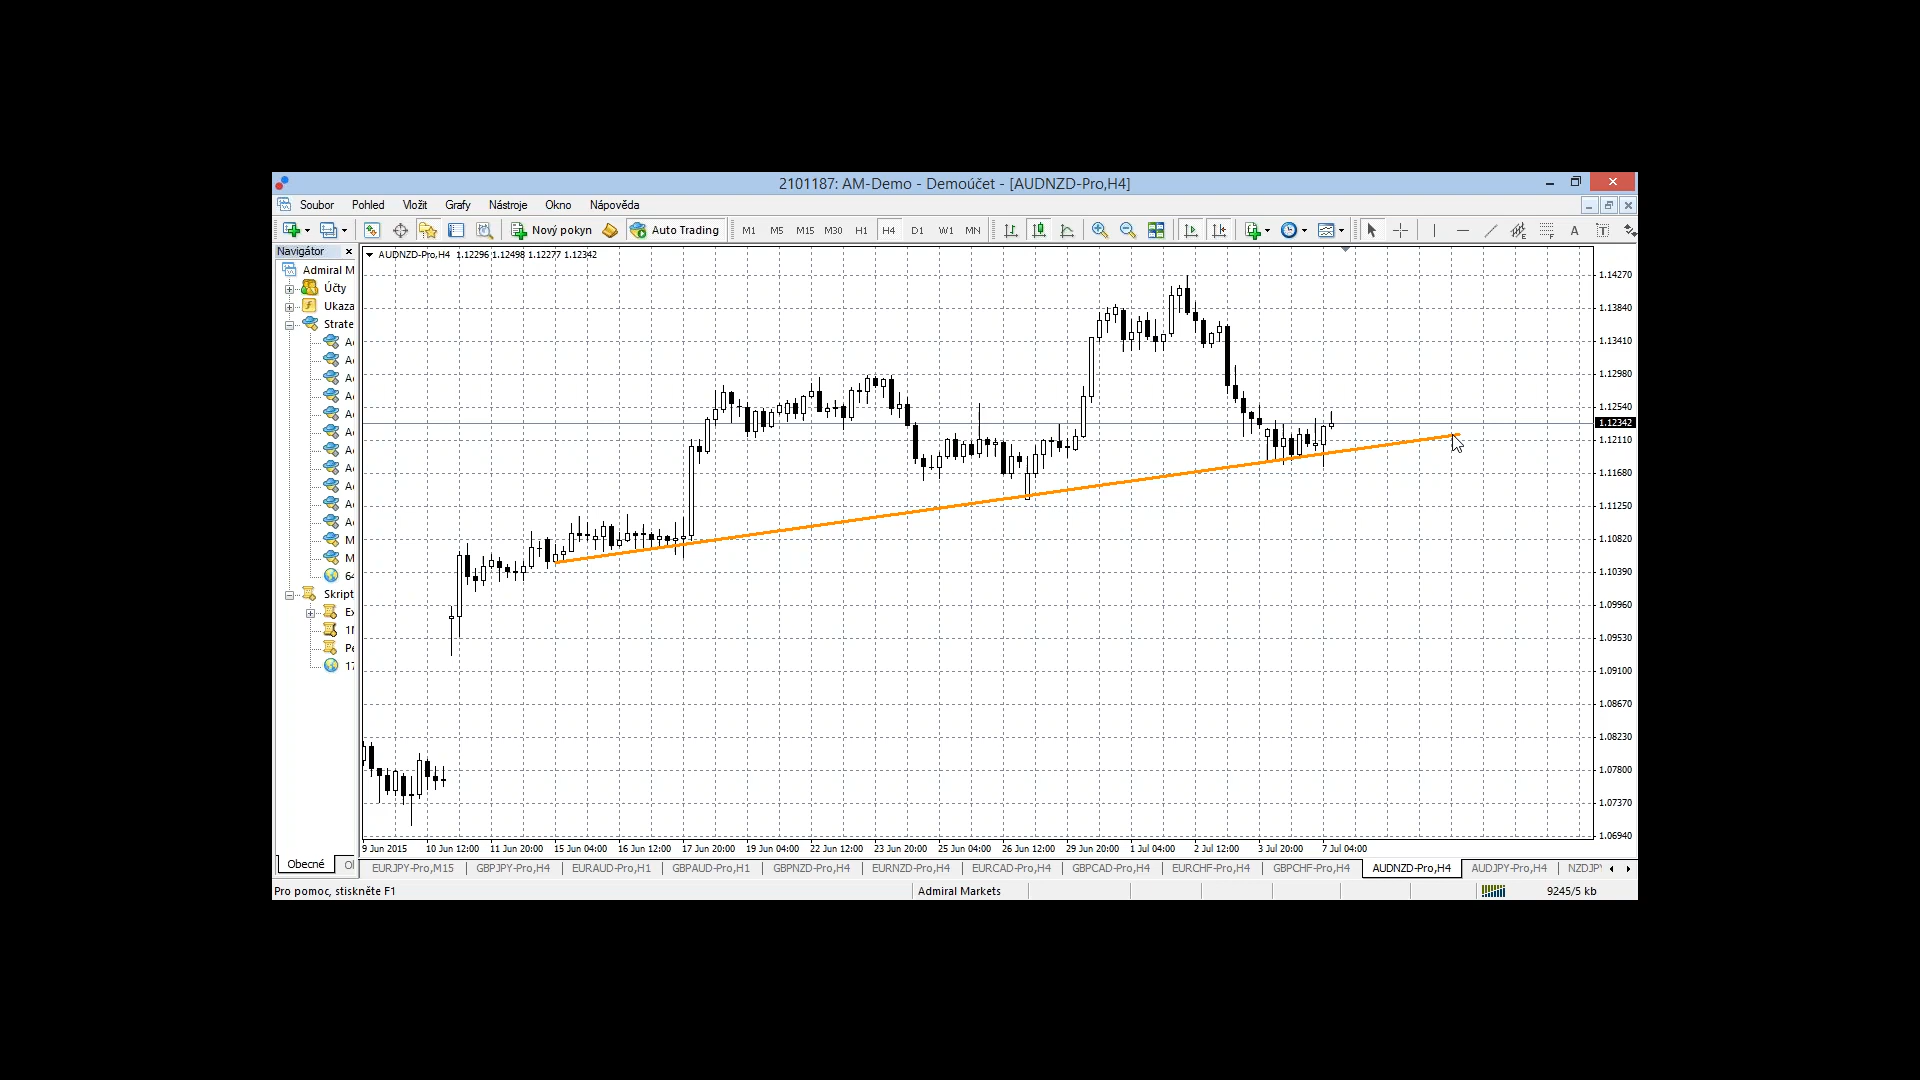 2101187: AM-Demo - Demoúčet - [AUDNZD-Pro,H4]
Soubor Pohled Vložit Grafy Nástroje Okno Nápověda
Nový pokyn Auto Trading M1 M5 M15 M30 H1 H4 D1 W1 MN
Navigátor
AUDNZD-Pro,H4 1.12296 1.12498 1.12277 1.12342
Admiral M
Účty
Ukaza
Strate
Skript
1.14270
1.13840
1.13410
1.12980
1.12540
1.12342
1.12110
1.11680
1.11250
1.10820
1.10390
1.09960
1.09530
1.09100
1.08670
1.08230
1.07800
1.07370
1.06940
9 Jun 2015 10 Jun 12:00 11 Jun 20:00 15 Jun 04:00 16 Jun 12:00 17 Jun 20:00 19 Jun 04:00 22 Jun 12:00 23 Jun 20:00 25 Jun 04:00 26 Jun 12:00 29 Jun 20:00 1 Jul 04:00 2 Jul 12:00 3 Jul 20:00 7 Jul 04:00
Obecné
EURJPY-Pro,M15 GBPJPY-Pro,H4 EURAUD-Pro,H1 GBPAUD-Pro,H1 GBPNZD-Pro,H4 EURNZD-Pro,H4 EURCAD-Pro,H4 GBPCAD-Pro,H4 EURCHF-Pro,H4 GBPCHF-Pro,H4 AUDNZD-Pro,H4 AUDJPY-Pro,H4 NZDJP
Pro pomoc, stiskněte F1 Admiral Markets 9245/5 kb